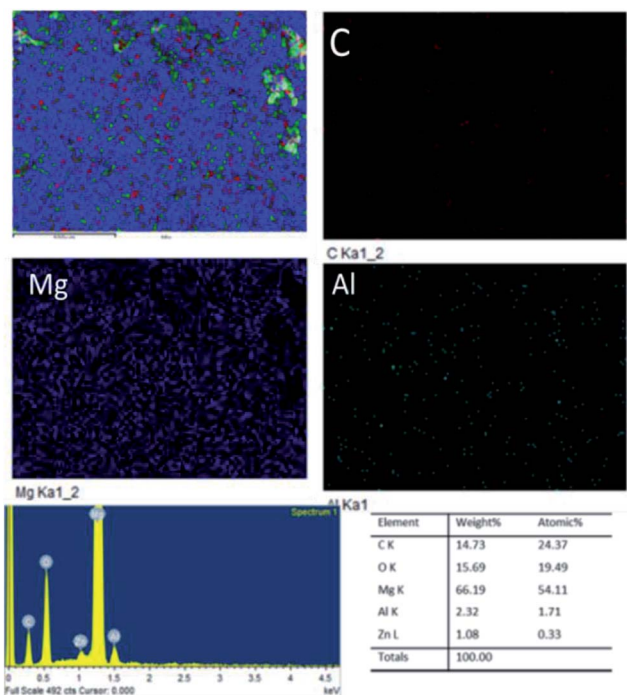 C
C Ka1_2
Mg
Al
Mg Ka1_2
Al Ka1
Spectrum 1
C
O
Zn
Mg
Al
0 0.5 1 1.5 2 2.5 3 3.5 4 4.5
Full Scale 492 cts Cursor: 0.000 keV
Element Weight% Atomic%
C K 14.73 24.37
O K 15.69 19.49
Mg K 66.19 54.11
Al K 2.32 1.71
Zn L 1.08 0.33
Totals 100.00